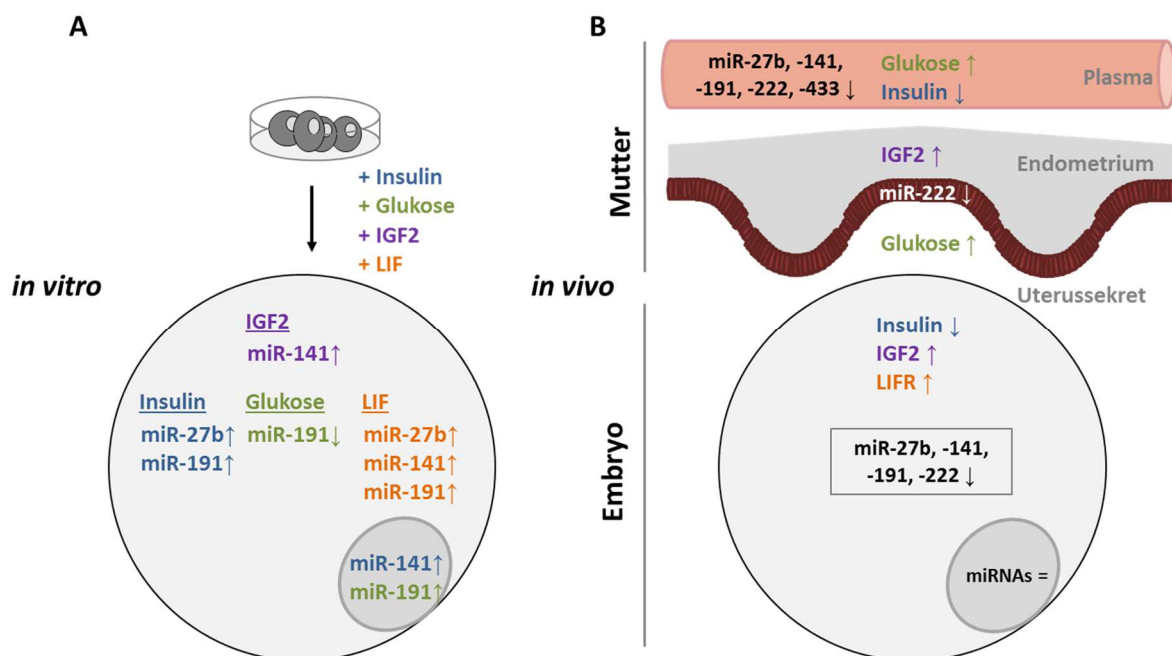 A
+ Insulin
+ Glukose
+ IGF2
+ LIF
in vitro
IGF2
miR-141↑
Insulin
miR-27b↑
miR-191↑
Glukose
miR-191↓
LIF
miR-27b↑
miR-141↑
miR-191↑
miR-141↑
miR-191↑
B
Mutter
miR-27b, -141,
-191, -222, -433 ↓
Glukose ↑
Insulin ↓
Plasma
IGF2 ↑
Endometrium
miR-222 ↓
Glukose ↑
Uterussekret
in vivo
Embryo
Insulin ↓
IGF2 ↑
LIFR ↑
miR-27b, -141,
-191, -222 ↓
miRNAs =